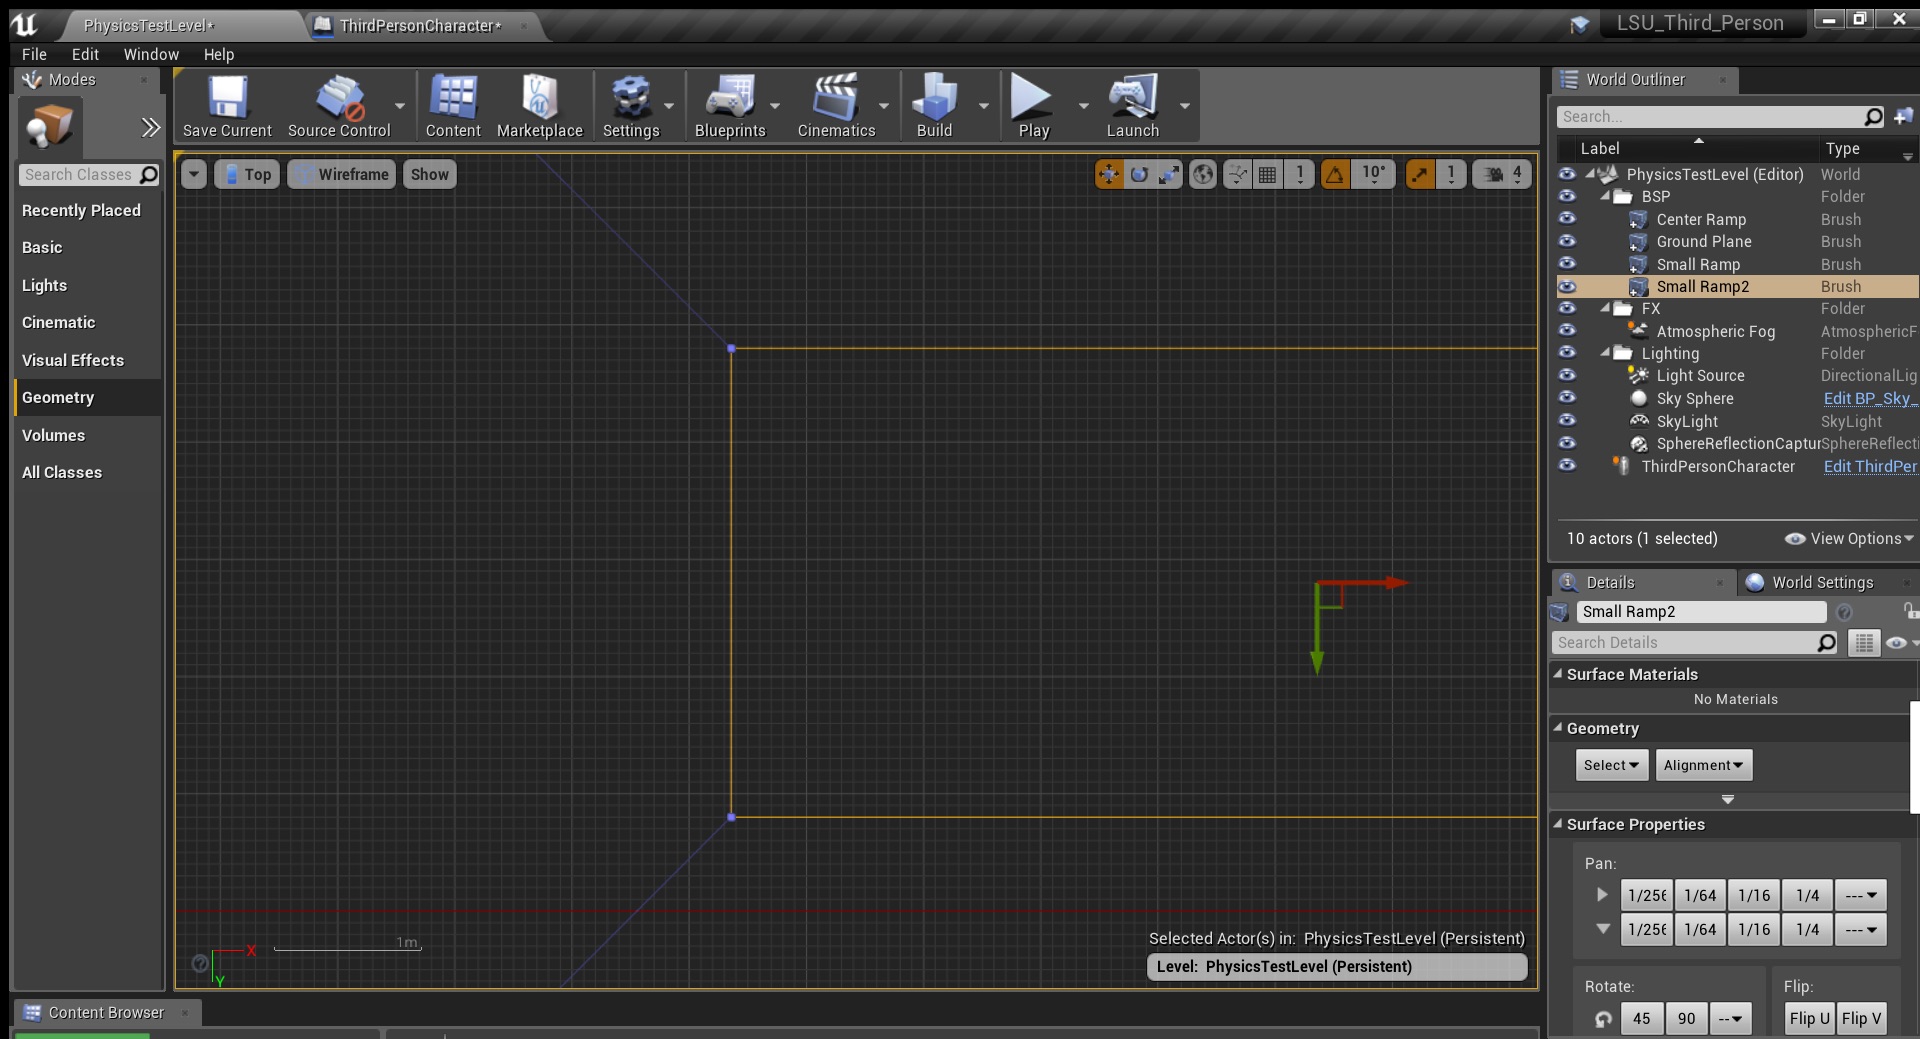 PhysicsTestLevel*
ThirdPersonCharacter*
LSU_Third_Person
File Edit Window Help
Modes
Search Classes
Recently Placed
Basic
Lights
Cinematic
Visual Effects
Geometry
Volumes
All Classes
Save Current Source Control Content Marketplace Settings Blueprints Cinematics Build Play Launch
Top Wireframe Show
1 10° 1 4
1m
X
Y
Selected Actor(s) in: PhysicsTestLevel (Persistent)
Level: PhysicsTestLevel (Persistent)
Content Browser
World Outliner
Search...
Label Type
PhysicsTestLevel (Editor) World
BSP Folder
Center Ramp Brush
Ground Plane Brush
Small Ramp Brush
Small Ramp2 Brush
FX Folder
Atmospheric Fog AtmosphericF
Lighting Folder
Light Source DirectionalLig
Sky Sphere Edit BP_Sky_
SkyLight SkyLight
SphereReflectionCaptur SphereReflecti
ThirdPersonCharacter Edit ThirdPer
10 actors (1 selected) View Options
Details World Settings
Small Ramp2
Search Details
Surface Materials
No Materials
Geometry
Select Alignment
Surface Properties
Pan:
1/256 1/64 1/16 1/4 ---
1/256 1/64 1/16 1/4 ---
Rotate: Flip:
45 90 -- Flip U Flip V